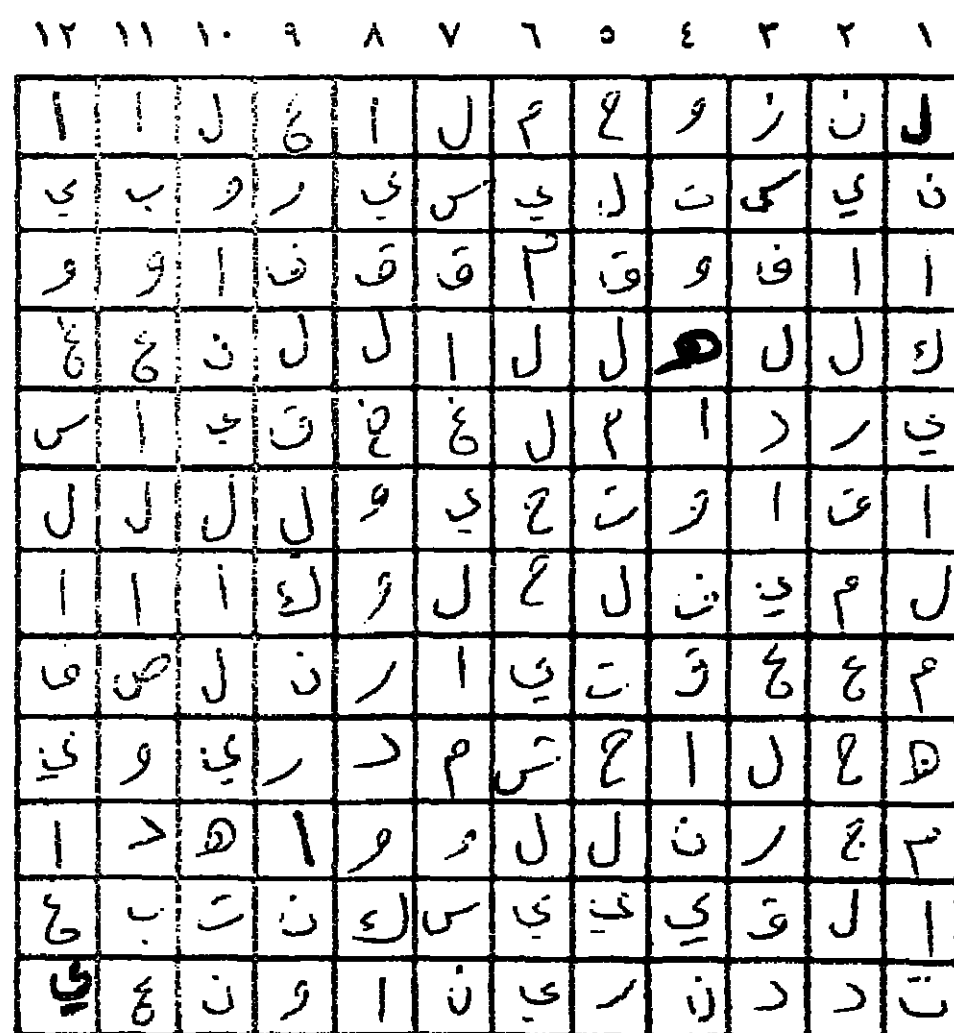 ١ ٢ ٣ ٤ ٥ ٦ ٧ ٨ ٩ ١٠ ١١ ١٢
ل ن ز و ح م ل ا ع ل ا ا
ن ي ك ت ل ي س ي ر و ب ي
ا ا ف و ق م ق ق ف ا و و
ك ل ل ه ل ل ا ل ل ن ع ع
ي ر د ا م ل غ خ ق ي ا س
ا ق ا و ت ح ي و ل ل ل ل
ل م ي ن ل ح ل و ك ا ا ا
م ع ع ق ت ي ا ر ن ل ض ف
ه ح ل ا ح ش م د ر ي و ي
م ج ر ن ل ل و و ا ه د ا
ا ل ق ي ي ي س ك ن ت ب ع
ت د د ن ر ي ن ا و ن ع ي